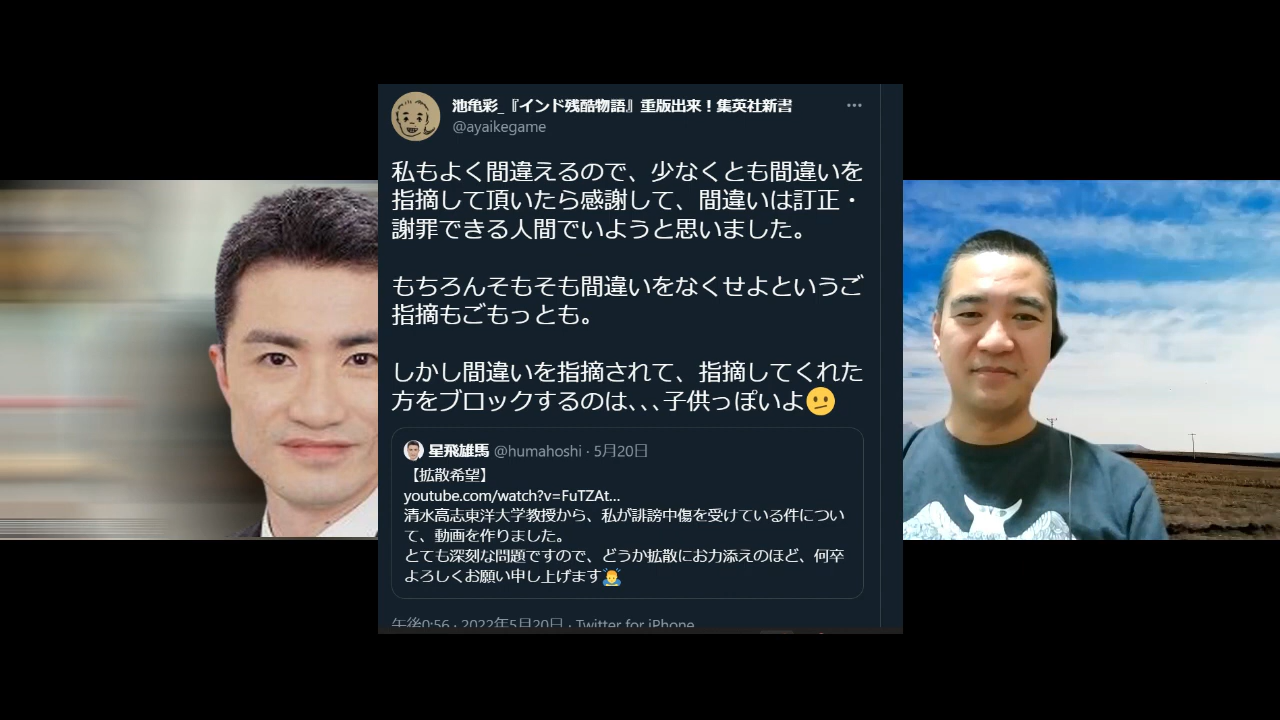 池亀彩_『インド残酷物語』重版出来！集英社新書
@ayaikegame
私もよく間違えるので、少なくとも間違いを
指摘して頂いたら感謝して、間違いは訂正・
謝罪できる人間でいようと思いました。
もちろんそもそも間違いをなくせよというご
指摘もごもっとも。
しかし間違いを指摘されて、指摘してくれた
方をブロックするのは､､､子供っぽいよ🫤
星飛雄馬 @humahoshi · 5月20日
【拡散希望】
youtube.com/watch?v=FuTZAt...
清水高志東洋大学教授から、私が誹謗中傷を受けている件につい
て、動画を作りました。
とても深刻な問題ですので、どうか拡散にお力添えのほど、何卒
よろしくお願い申し上げます🙇‍♂️
午後0:56 · 2022年5月20日 · Twitter for iPhone